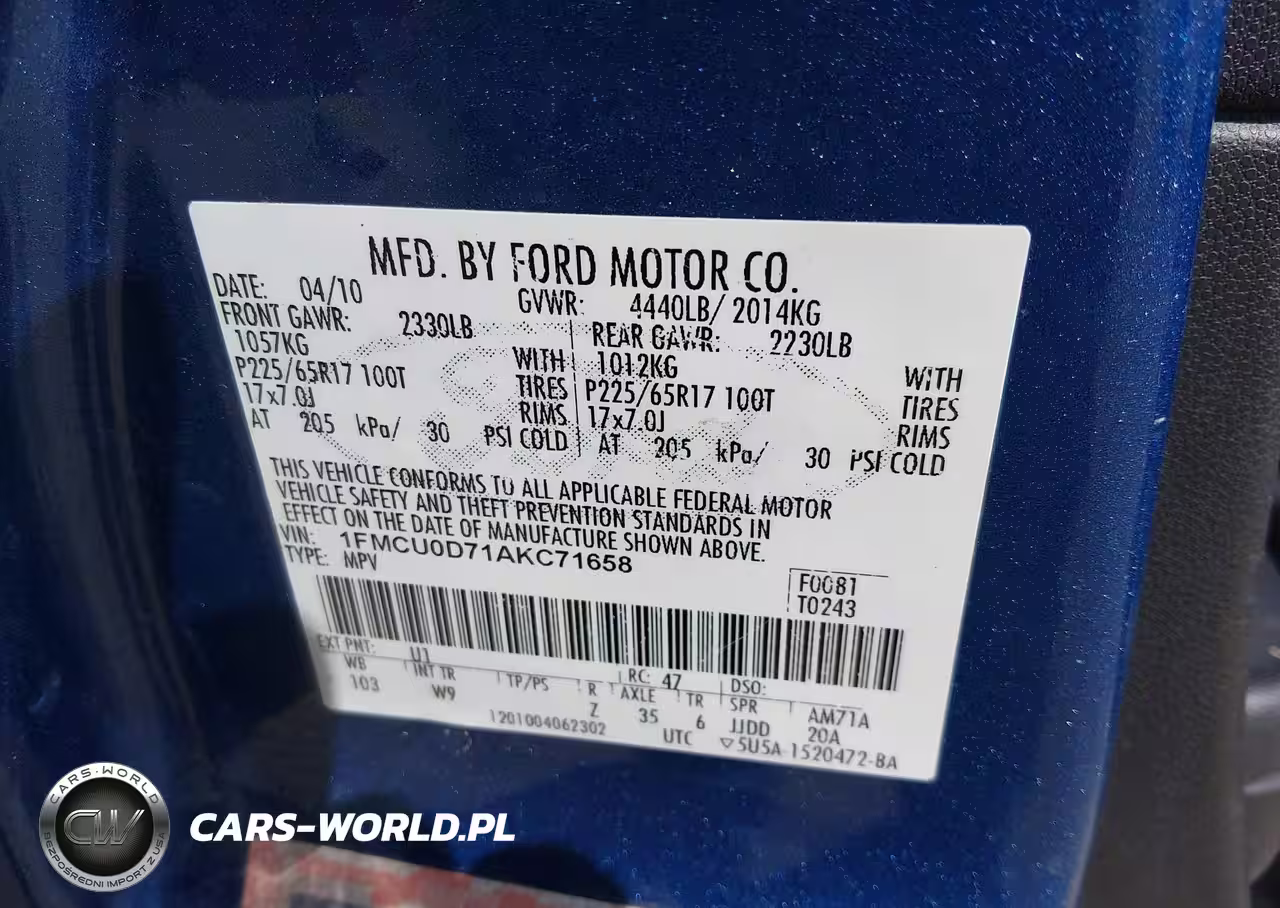 MFD. BY FORD MOTOR CO.
DATE: 04/10 GVWR: 4440LB/ 2014KG
FRONT GAWR: 2330LB REAR GAWR: 2230LB
1057KG WITH 1012KG WITH
P225/65R17 100T TIRES P225/65R17 100T TIRES
17x7.0J RIMS 17x7.0J RIMS
AT 205 kPa/ 30 PSI COLD AT 205 kPa/ 30 PSI COLD
THIS VEHICLE CONFORMS TO ALL APPLICABLE FEDERAL MOTOR
VEHICLE SAFETY AND THEFT PREVENTION STANDARDS IN
EFFECT ON THE DATE OF MANUFACTURE SHOWN ABOVE.
VIN: 1FMCU0D71AKC71658
TYPE: MPV
F0081
T0243
EXT PNT: U1 RC: 47 DSO:
WB INT TR TP/PS R AXLE TR SPR AM71A
103 W9 Z 35 6 JJDD 20A
1201004062302 UTC ▽5U5A-1520472-BA
CARS-WORLD
CW
BEZPOŚREDNI IMPORT Z USA
CARS-WORLD.PL